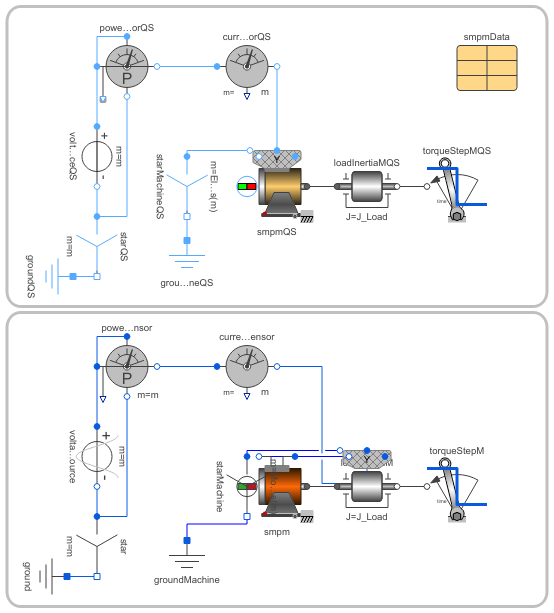 powe...orQS
curr...orQS
smpmData
P
m=
m
volt...ceQS
+
m=m
-
starMachineQS
m=El...s(m)
Y
loadInertiaMQS
torqueStepMQS
time
J=J_Load
smpmQS
starQS
m=m
groundQS
grou...neQS
powe...nsor
curre...ensor
P
m=m
m=
m
volta...ource
+
m=m
-
starMachine
Y
torqueStepM
time
J=J_Load
smpm
star
m=m
ground
groundMachine